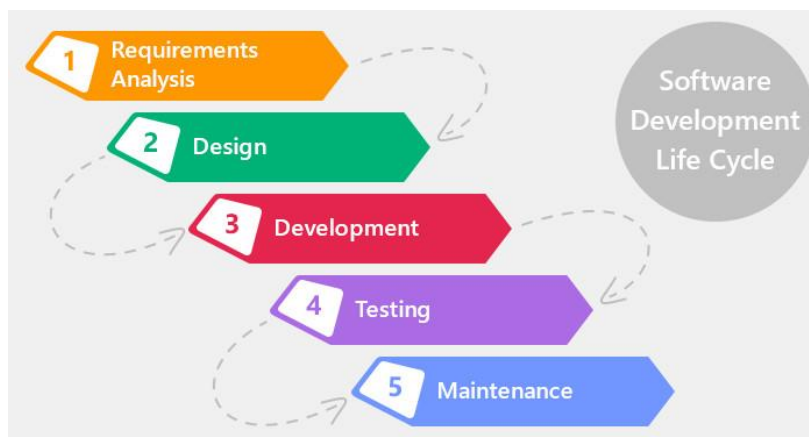 1
Requirements
Analysis
2
Design
3
Development
4
Testing
5
Maintenance
Software
Development
Life Cycle